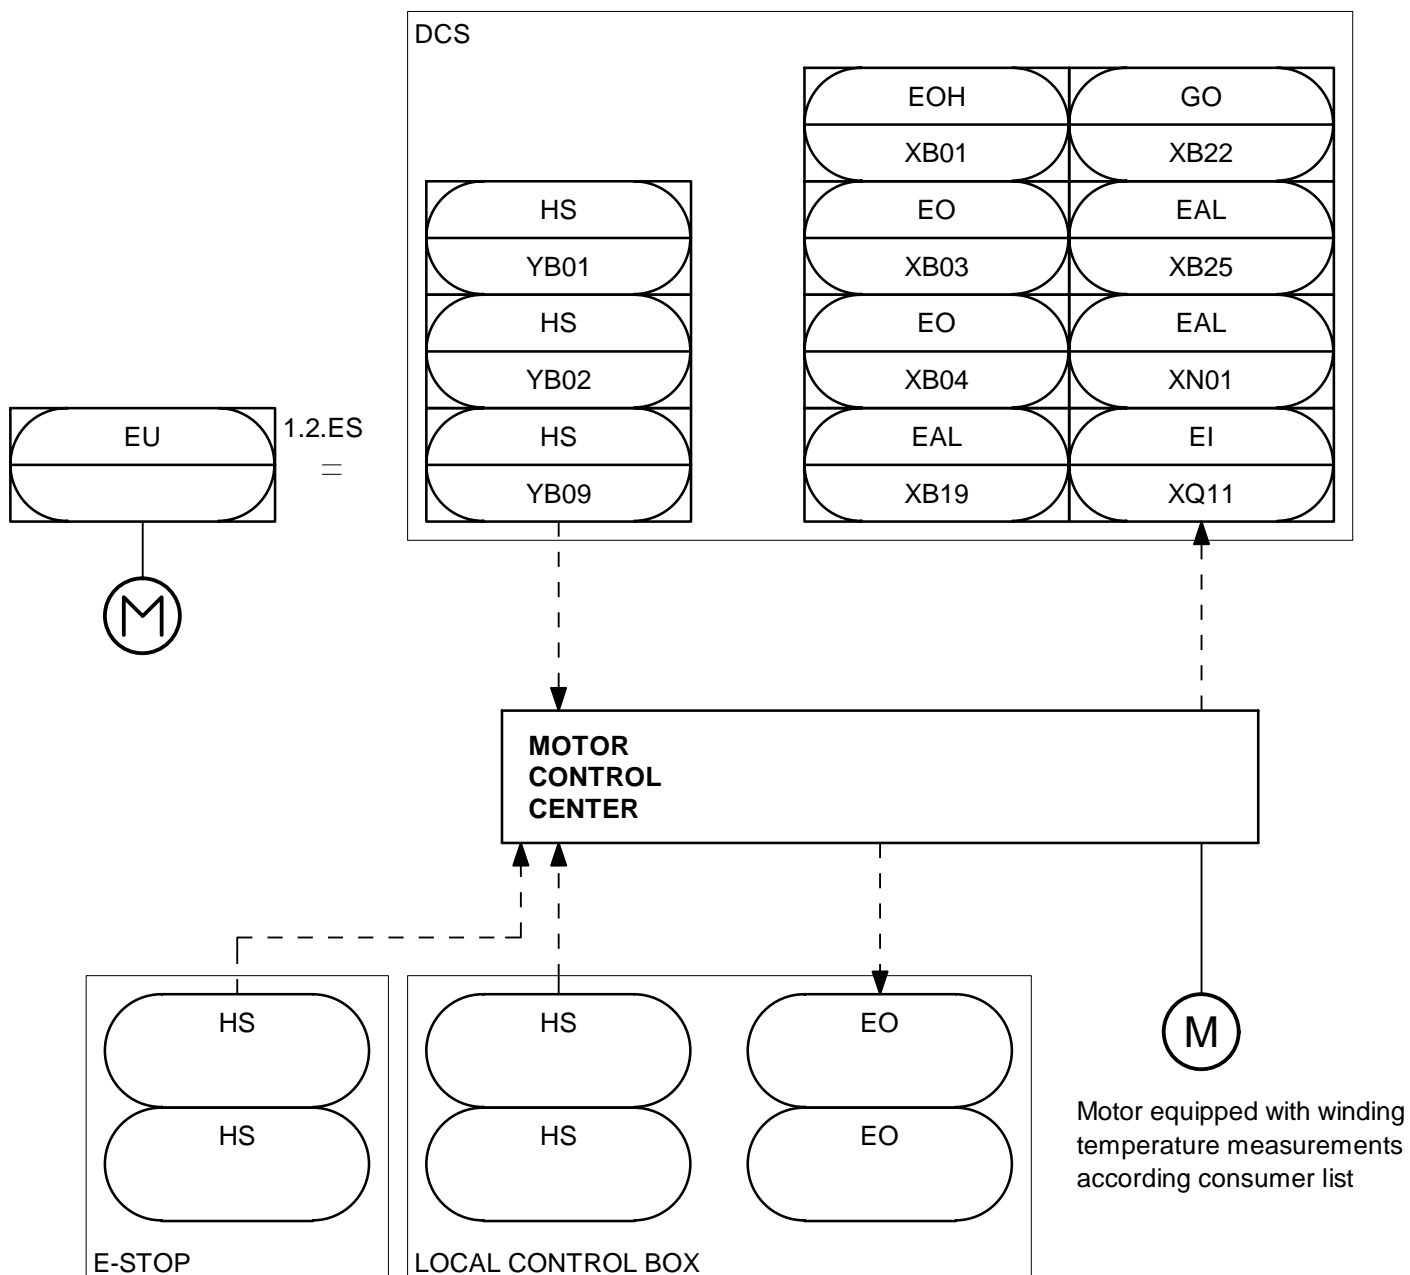 DCS
EOH
GO
XB01
XB22
HS
EO
EAL
YB01
XB03
XB25
HS
EO
EAL
YB02
XB04
XN01
EU
1.2.ES
=
HS
EAL
EI
YB09
XB19
XQ11
M
MOTOR
CONTROL
CENTER
HS
HS
EO
M
HS
HS
EO
Motor equipped with winding
temperature measurements
according consumer list
E-STOP
LOCAL CONTROL BOX